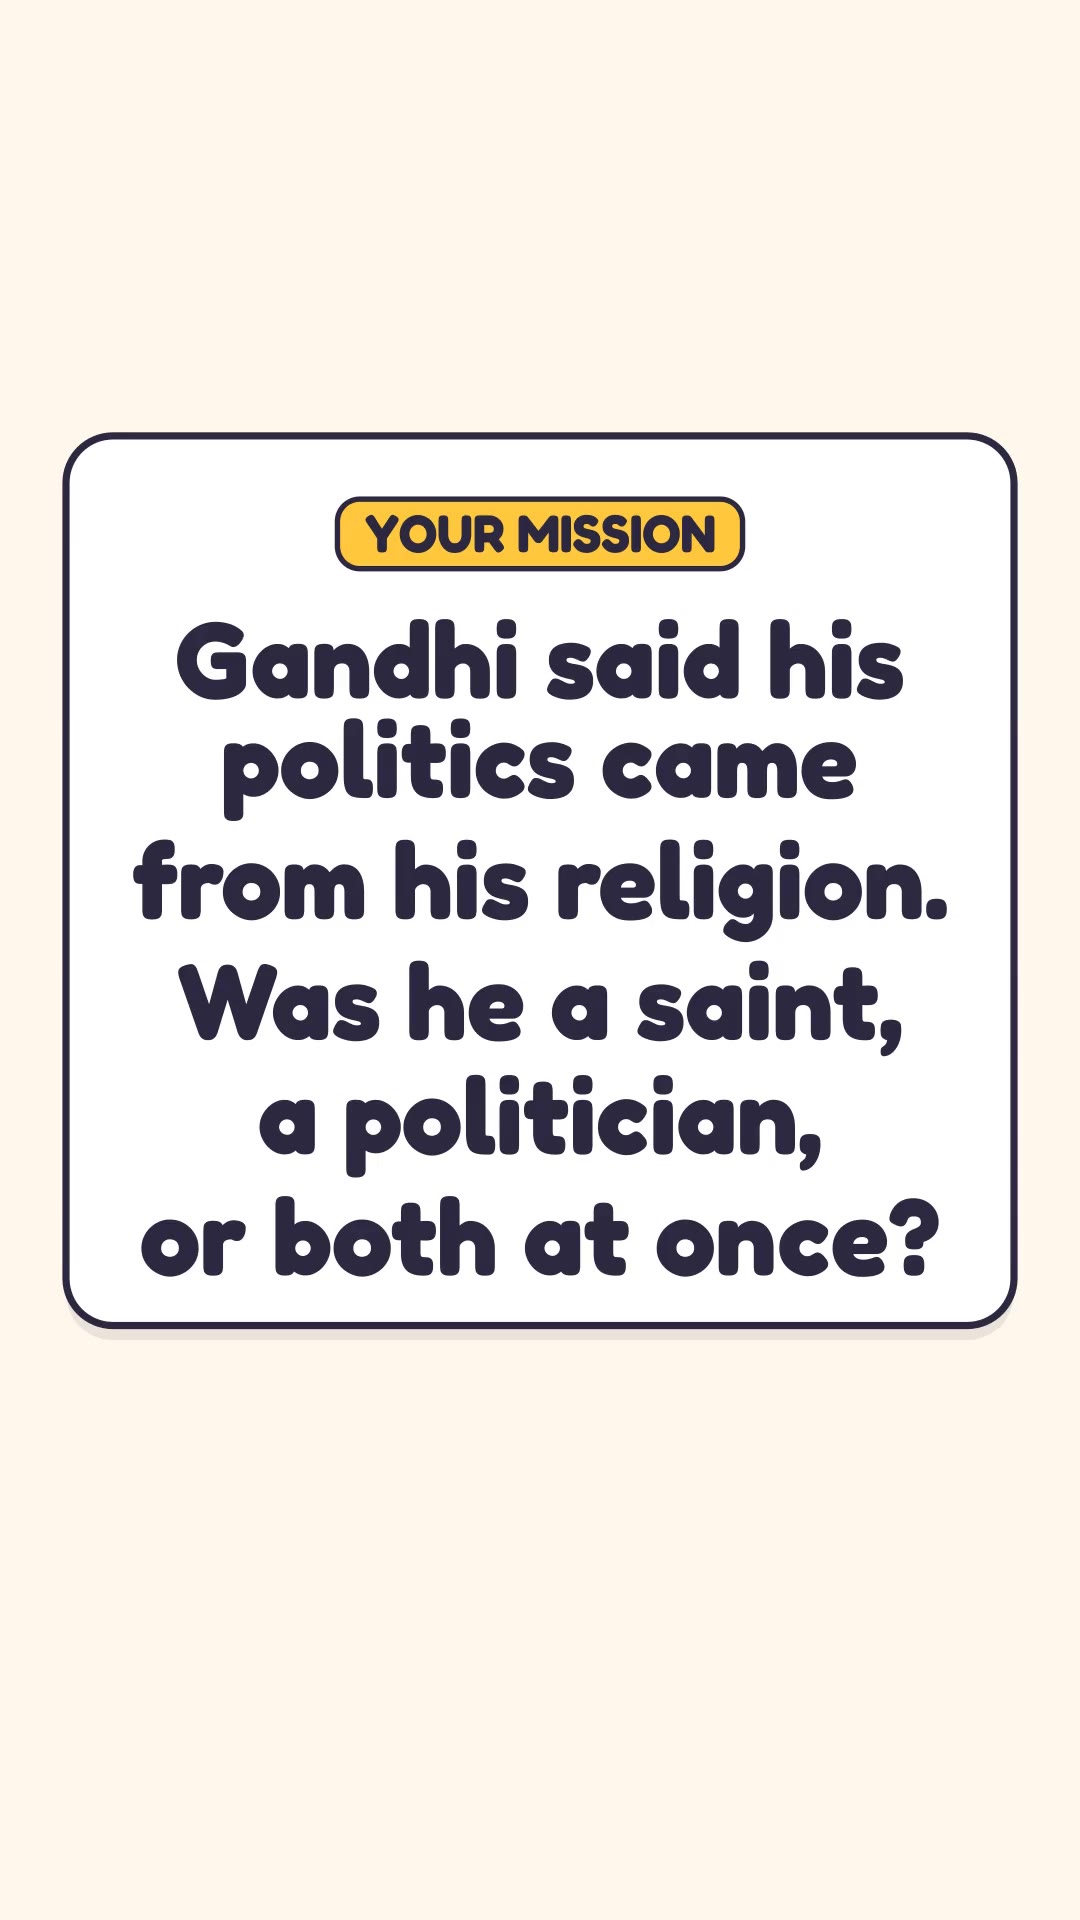 YOUR MISSION
Gandhi said his
politics came
from his religion.
Was he a saint,
a politician,
or both at once?